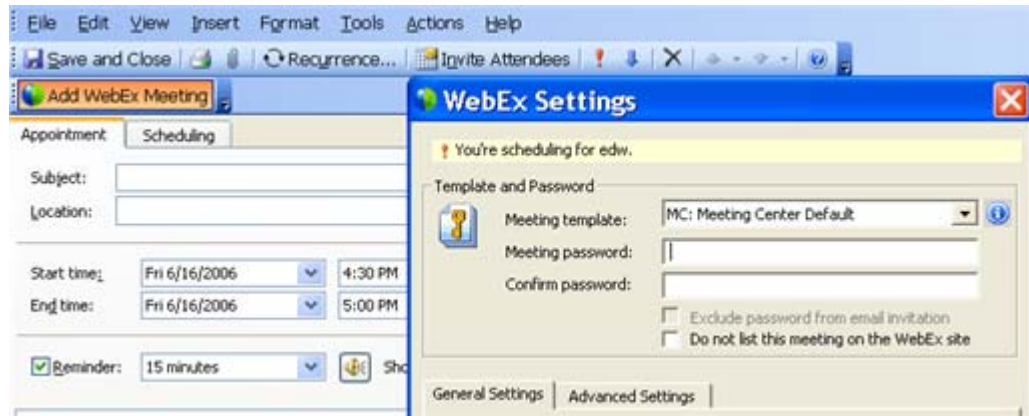 File Edit View Insert Format Tools Actions Help
Save and Close Recurrence... Invite Attendees
Add WebEx Meeting
Appointment Scheduling
Subject:
Location:
Start time: Fri 6/16/2006 4:30 PM
End time: Fri 6/16/2006 5:00 PM
Reminder: 15 minutes Sho
WebEx Settings
You're scheduling for edw.
Template and Password
Meeting template: MC: Meeting Center Default
Meeting password:
Confirm password:
Exclude password from email invitation
Do not list this meeting on the WebEx site
General Settings Advanced Settings